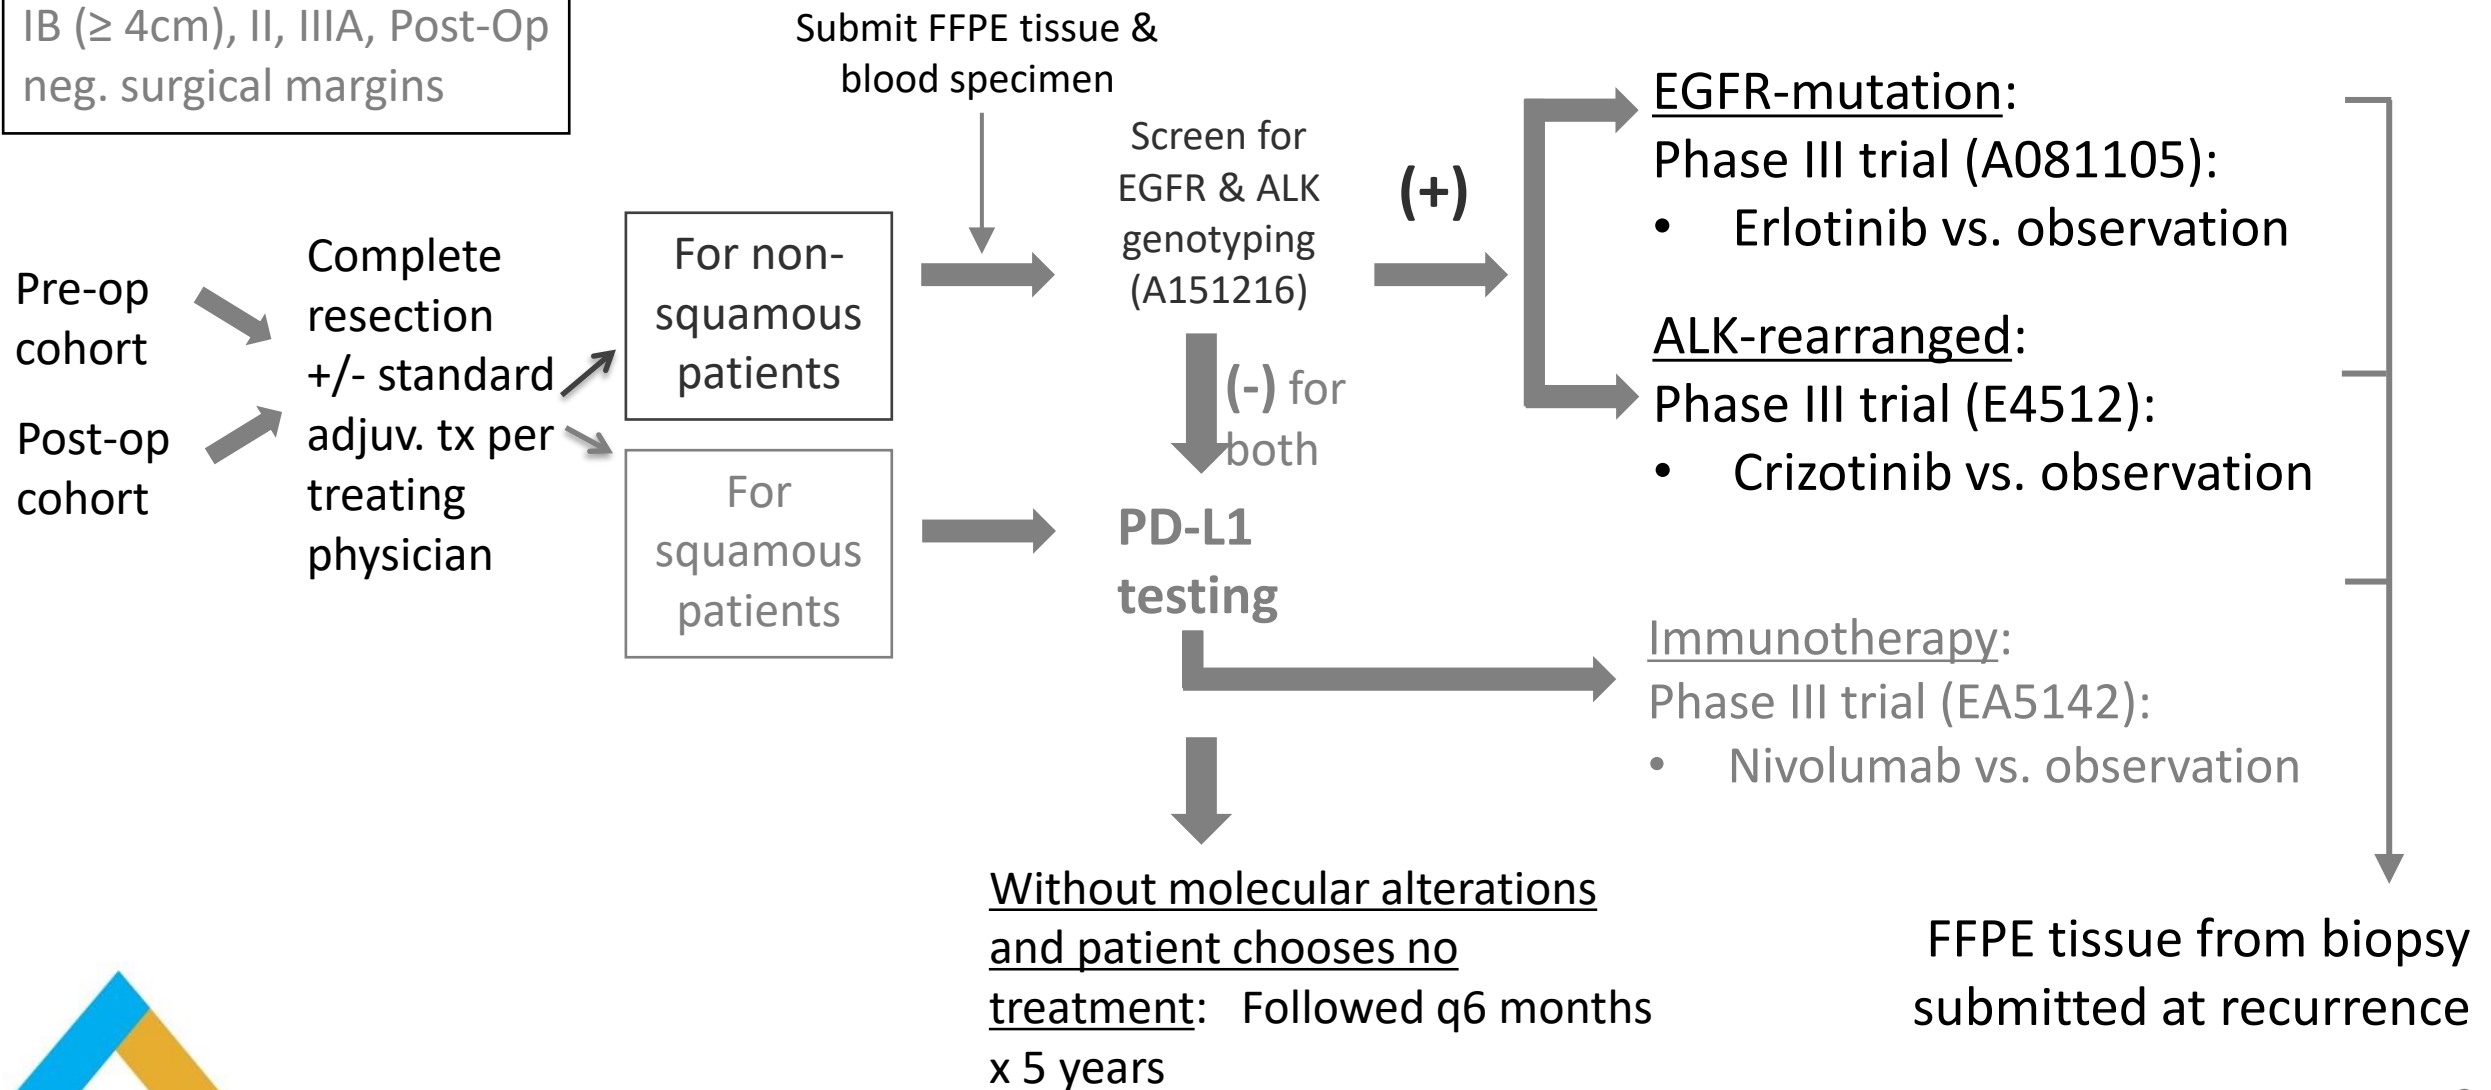 IB (≥ 4cm), II, IIIA, Post-Op
neg. surgical margins
Pre-op
cohort
Post-op
cohort
Complete
resection
+/- standard
adjuv. tx per
treating
physician
For non-
squamous
patients
For
squamous
patients
Submit FFPE tissue &
blood specimen
Screen for
EGFR & ALK
genotyping
(A151216)
(+)
(-) for
both
PD-L1
testing
EGFR-mutation:
Phase III trial (A081105):
• Erlotinib vs. observation
ALK-rearranged:
Phase III trial (E4512):
• Crizotinib vs. observation
Immunotherapy:
Phase III trial (EA5142):
• Nivolumab vs. observation
Without molecular alterations
and patient chooses no
treatment: Followed q6 months
x 5 years
FFPE tissue from biopsy
submitted at recurrence